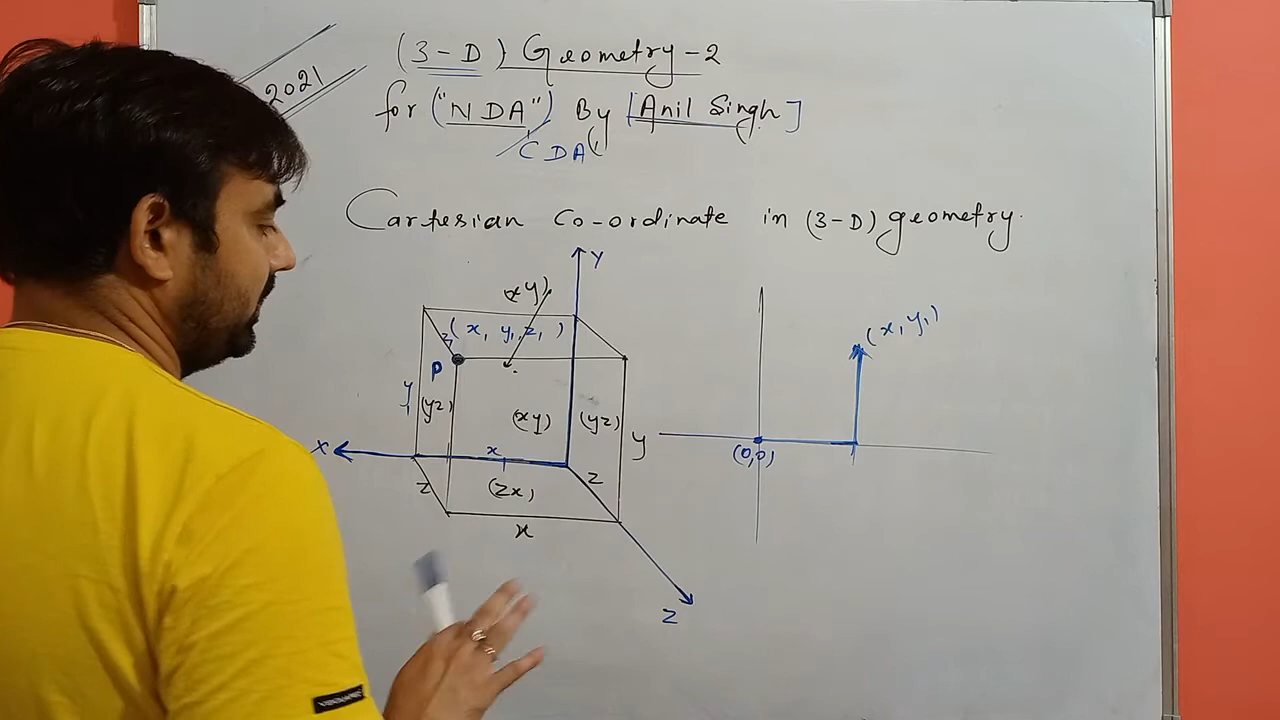 2021
(3-D) Geometry-2
for ("NDA") By [Anil Singh]
CDA
Cartesian Co-ordinate in (3-D) geometry.
Y
(xy)
(x, y, z, )
z,
P
(x, y,)
y,
(yz)
(xy)
(yz)
y
X
x
(0,0)
z
(zx)
z
x
Z